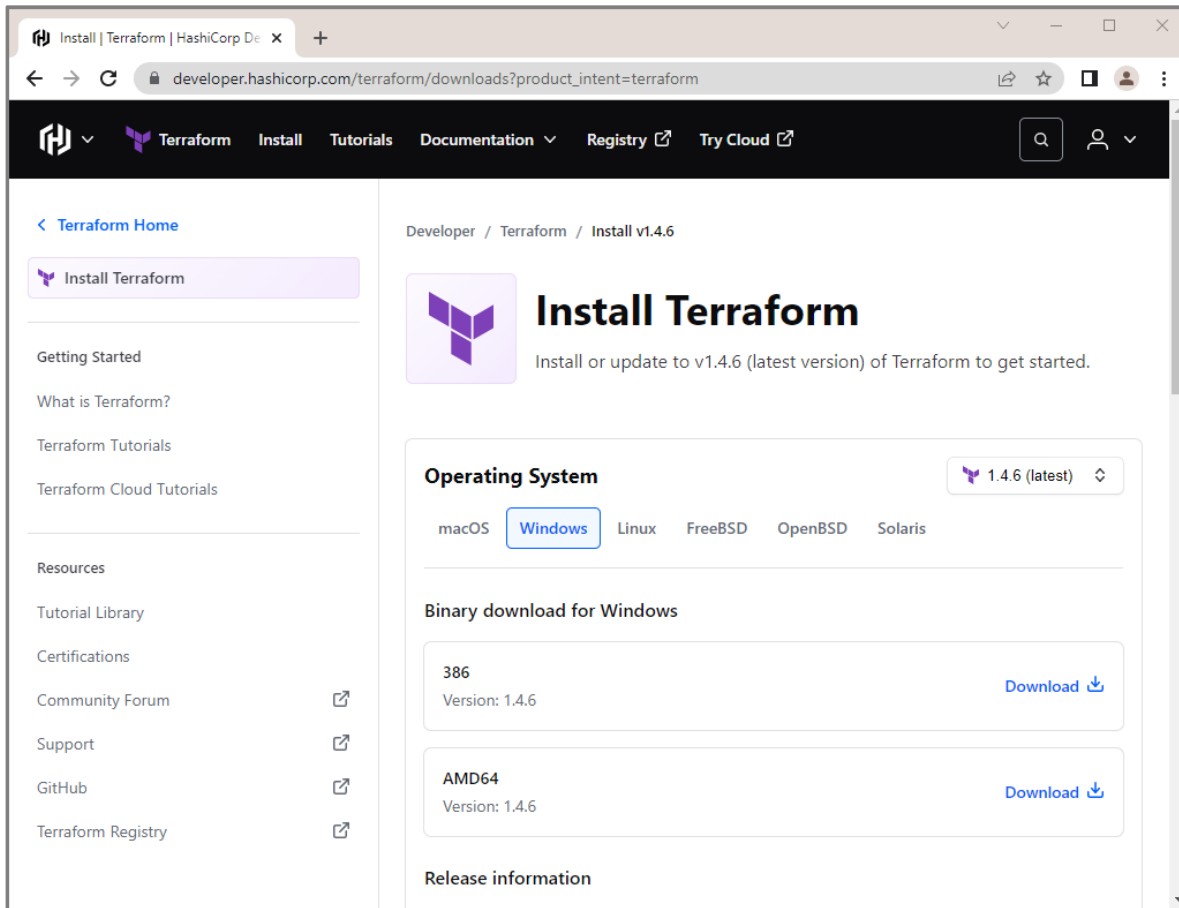 Install | Terraform | HashiCorp De
developer.hashicorp.com/terraform/downloads?product_intent=terraform
Terraform Install Tutorials Documentation Registry Try Cloud
Terraform Home
Install Terraform
Getting Started
What is Terraform?
Terraform Tutorials
Terraform Cloud Tutorials
Resources
Tutorial Library
Certifications
Community Forum
Support
GitHub
Terraform Registry
Developer / Terraform / Install v1.4.6
Install Terraform
Install or update to v1.4.6 (latest version) of Terraform to get started.
Operating System
1.4.6 (latest)
macOS Windows Linux FreeBSD OpenBSD Solaris
Binary download for Windows
386
Version: 1.4.6
Download
AMD64
Version: 1.4.6
Download
Release information